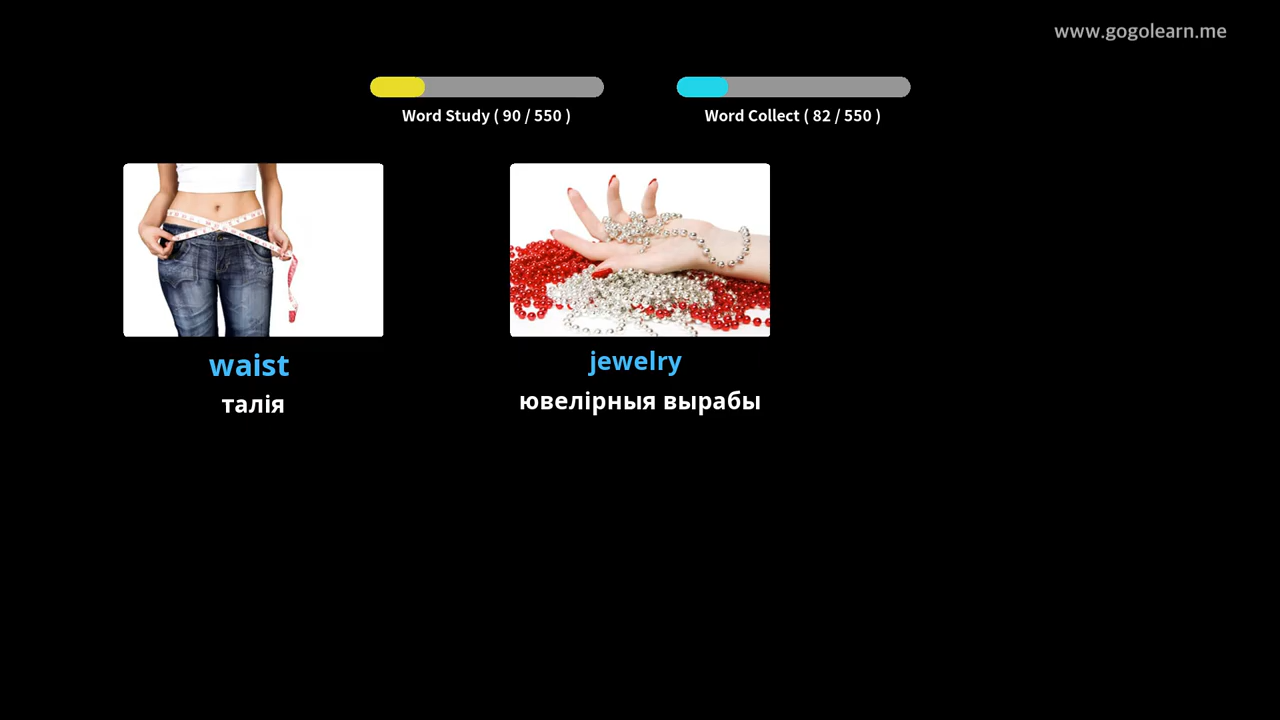 www.gogolearn.me
Word Study ( 90 / 550 )
Word Collect ( 82 / 550 )
waist
талія
jewelry
ювелірныя вырабы